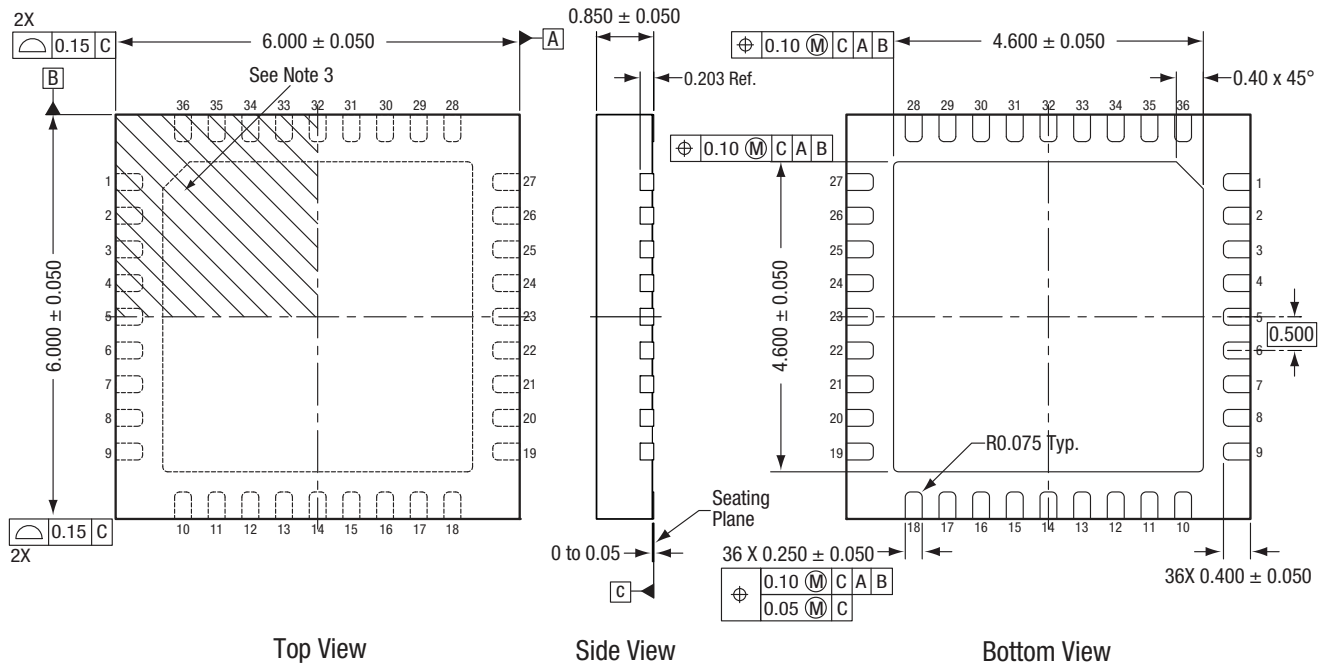 2X
⌓ 0.15 C
6.000 ± 0.050
A
B
See Note 3
36 35 34 33 32 31 30 29 28
1
2
3
4
5
6
7
8
9
27
26
25
24
23
22
21
20
19
10 11 12 13 14 15 16 17 18
6.000 ± 0.050
⌓ 0.15 C
2X
Top View
0.850 ± 0.050
0.203 Ref.
Seating
Plane
0 to 0.05
C
Side View
⌖ 0.10 Ⓜ C A B
4.600 ± 0.050
0.40 x 45°
⌖ 0.10 Ⓜ C A B
28 29 30 31 32 33 34 35 36
27
26
25
24
23
22
21
20
19
4.600 ± 0.050
1
2
3
4
5
6
7
8
9
0.500
R0.075 Typ.
18 17 16 15 14 13 12 11 10
36 X 0.250 ± 0.050
⌖ 0.10 Ⓜ C A B
0.05 Ⓜ C
36X 0.400 ± 0.050
Bottom View